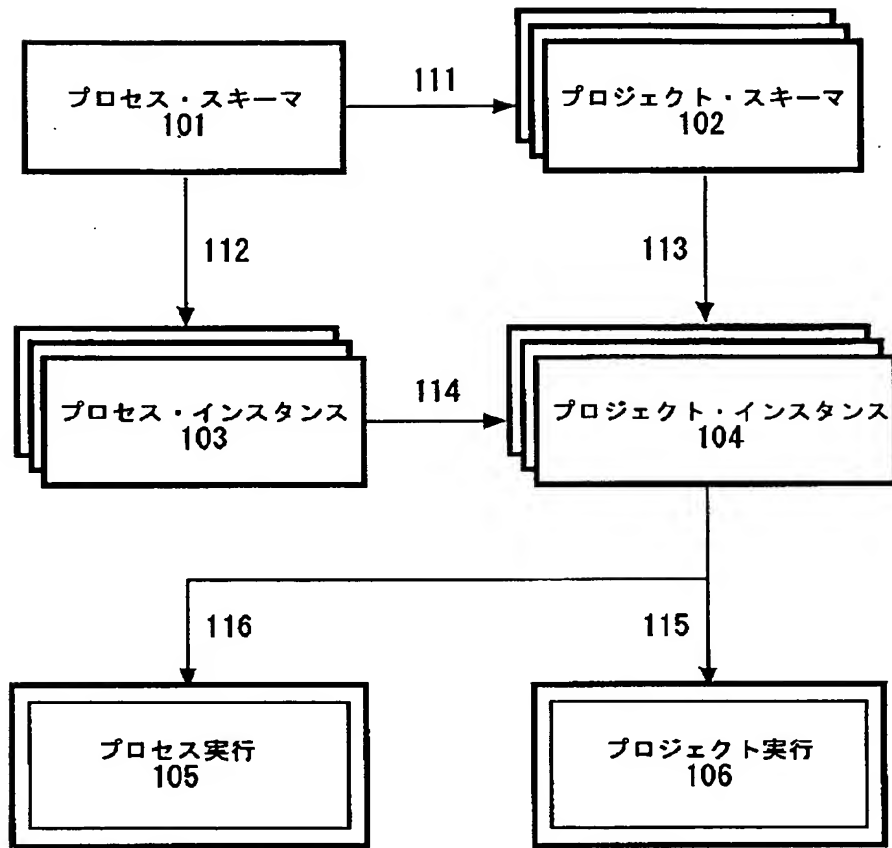 プロセス・スキーマ
101
111
プロジェクト・スキーマ
102
112
113
プロセス・インスタンス
103
114
プロジェクト・インスタンス
104
116
115
プロセス実行
105
プロジェクト実行
106